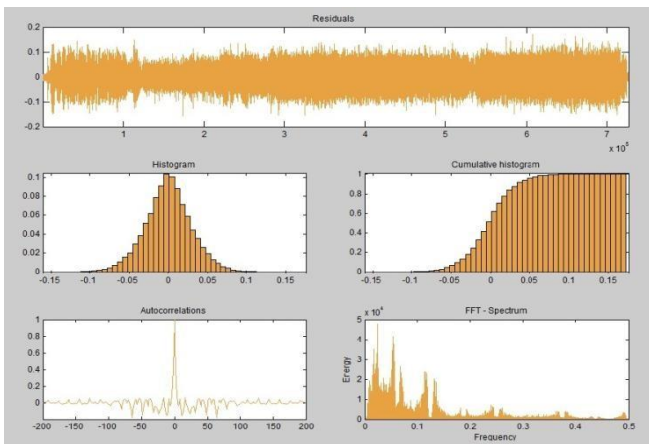 Residuals
0.2
0.1
0
-0.1
-0.2
1 2 3 4 5 6 7
x 10^5
Histogram
0.1
0.08
0.06
0.04
0.02
0
-0.15 -0.1 -0.05 0 0.05 0.1 0.15
Cumulative histogram
1
0.8
0.6
0.4
0.2
0
-0.15 -0.1 -0.05 0 0.05 0.1 0.15
Autocorrelations
1
0.8
0.6
0.4
0.2
0
-200 -150 -100 -50 0 50 100 150 200
FFT - Spectrum
x 10^4
5
4
3
2
1
0
Energy
0 0.1 0.2 0.3 0.4 0.5
Frequency